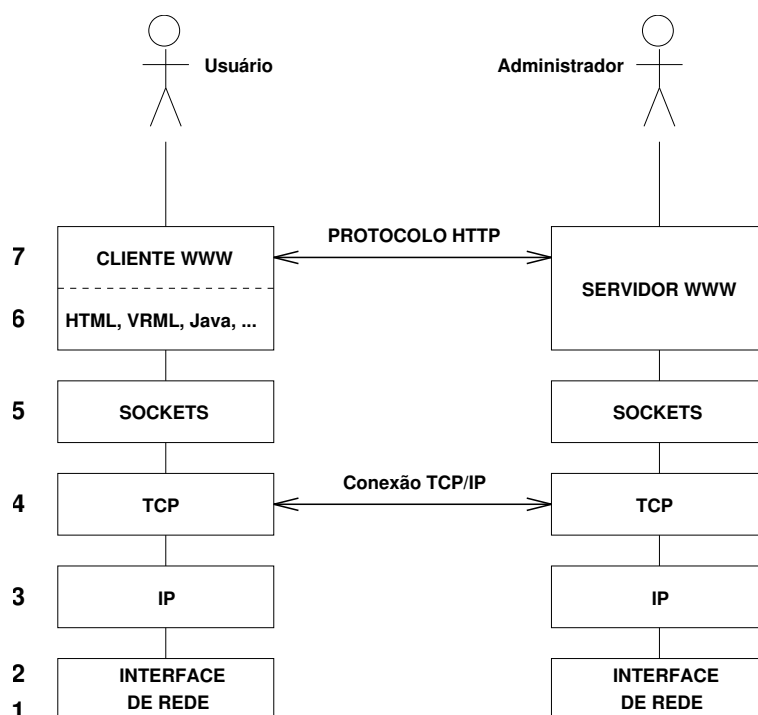 Usuário
Administrador
PROTOCOLO HTTP
7
CLIENTE WWW
SERVIDOR WWW
6
HTML, VRML, Java, ...
5
SOCKETS
SOCKETS
Conexão TCP/IP
4
TCP
TCP
3
IP
IP
2
INTERFACE
INTERFACE
1
DE REDE
DE REDE